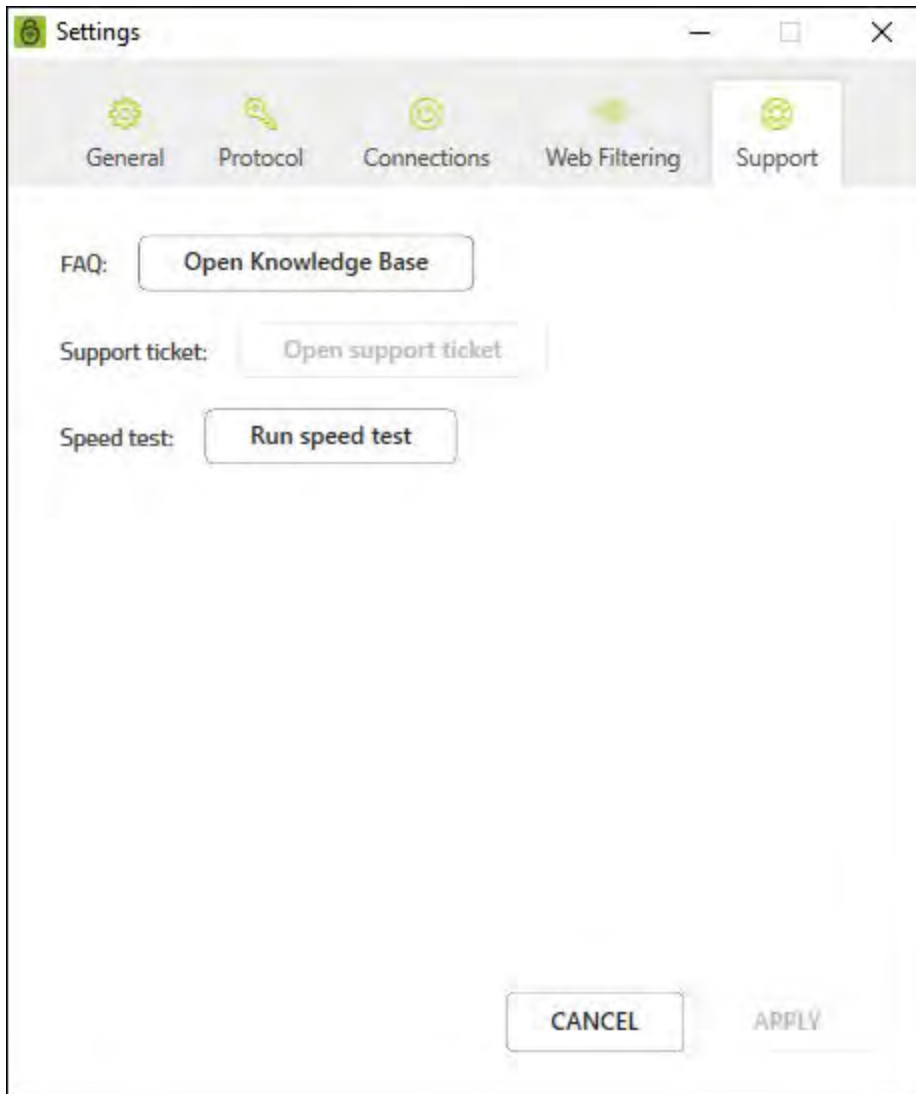 Settings
General Protocol Connections Web Filtering Support
FAQ: Open Knowledge Base
Support ticket: Open support ticket
Speed test: Run speed test
CANCEL APPLY